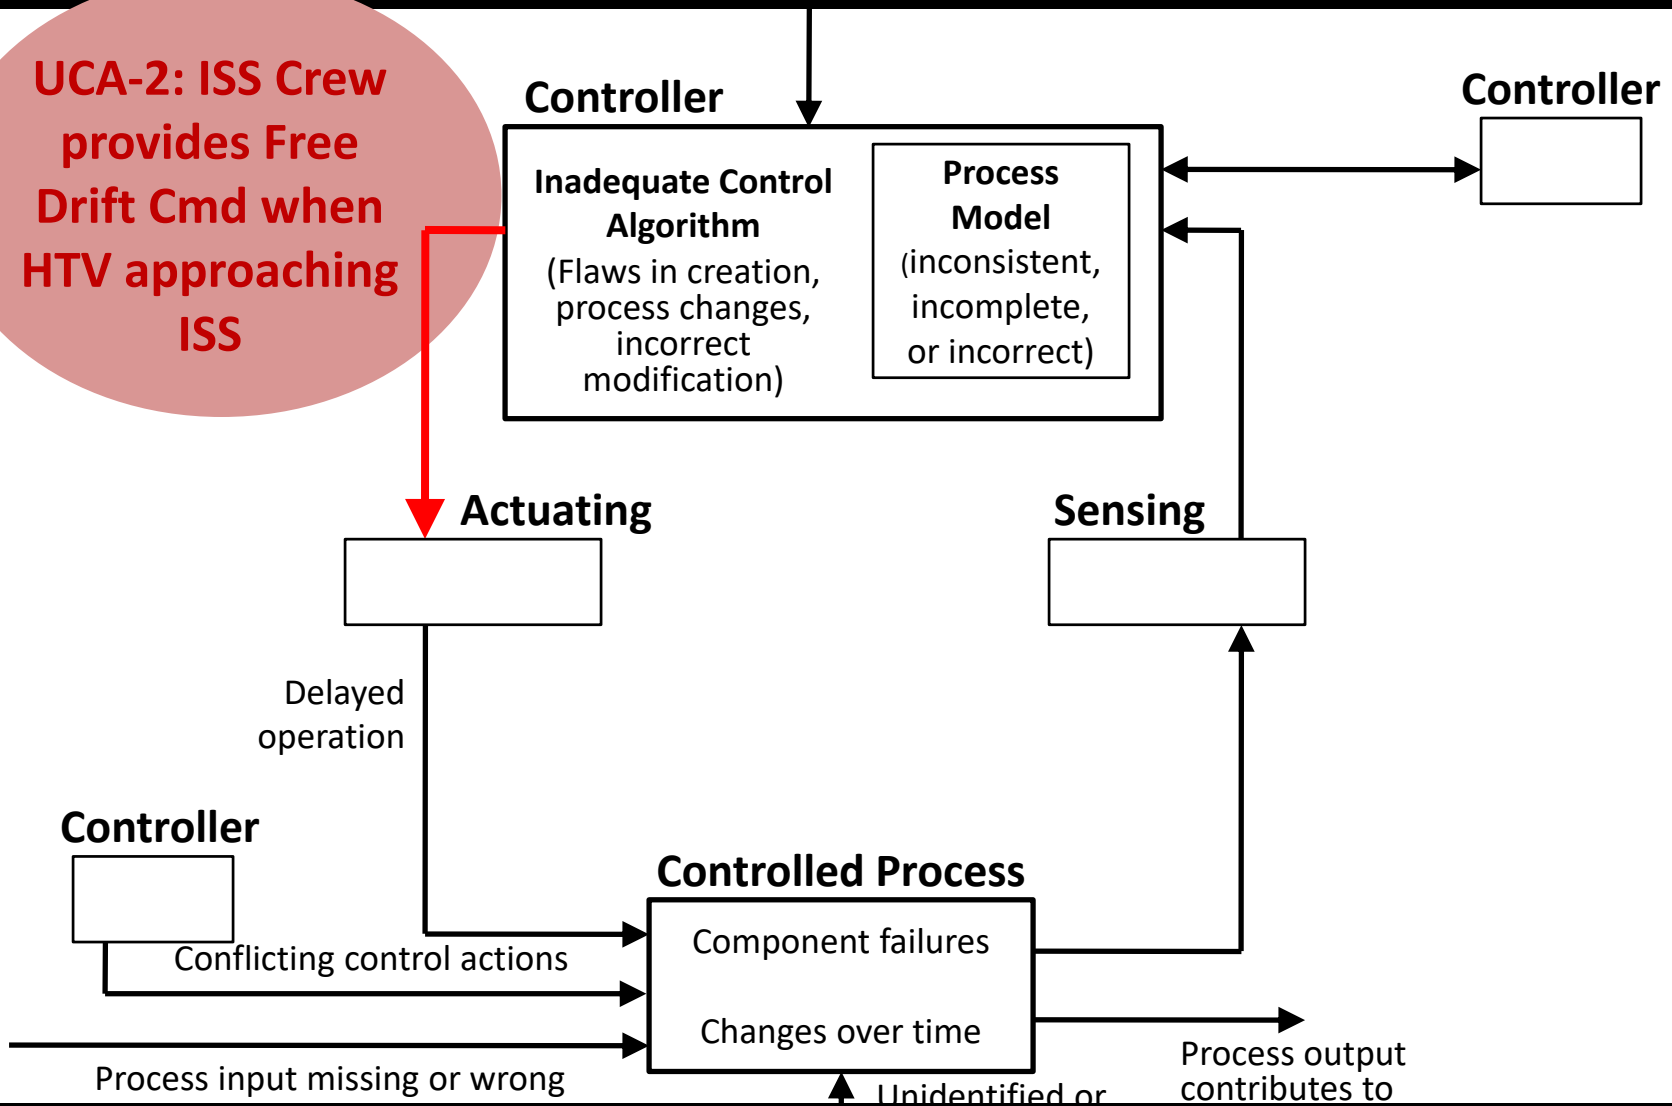 UCA-2: ISS Crew
provides Free
Drift Cmd when
HTV approaching
ISS
Controller
Inadequate Control
Algorithm
(Flaws in creation,
process changes,
incorrect
modification)
Process
Model
(inconsistent,
incomplete,
or incorrect)
Controller
Actuating
Sensing
Delayed
operation
Controller
Conflicting control actions
Controlled Process
Component failures
Changes over time
Process input missing or wrong
Unidentified or
Process output
contributes to